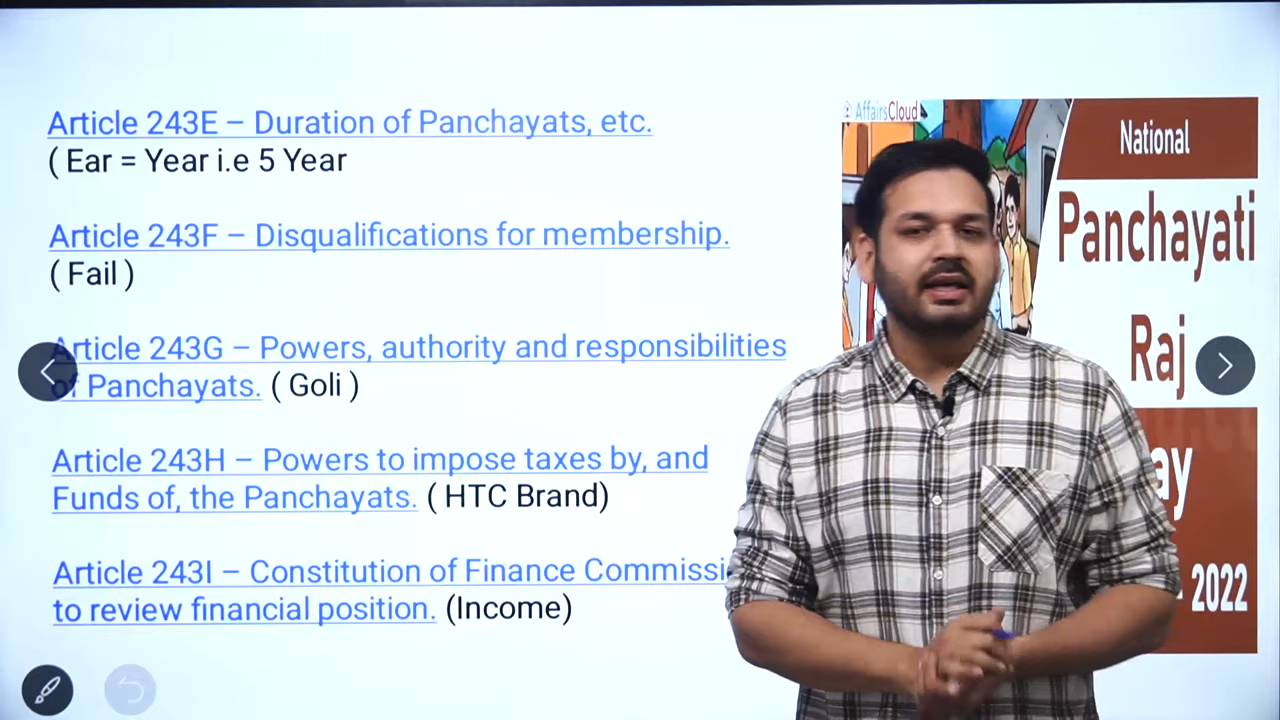 Article 243E – Duration of Panchayats, etc.
( Ear = Year i.e 5 Year
Article 243F – Disqualifications for membership.
( Fail )
Article 243G – Powers, authority and responsibilities
of Panchayats. ( Goli )
Article 243H – Powers to impose taxes by, and
Funds of, the Panchayats. ( HTC Brand)
Article 243I – Constitution of Finance
to review financial position. (Income)
AffairsCloud
National
Panchayati
Raj
2022